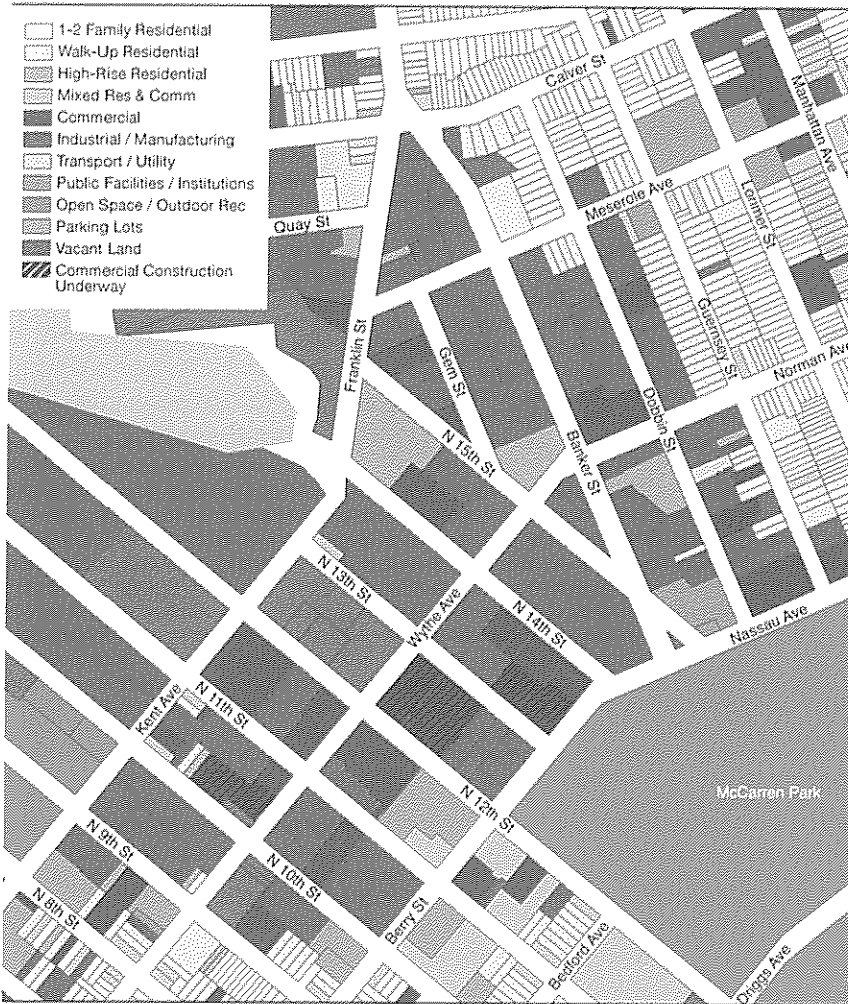 1-2 Family Residential
Walk-Up Residential
High-Rise Residential
Mixed Res & Comm
Commercial
Industrial / Manufacturing
Transport / Utility
Public Facilities / Institutions
Open Space / Outdoor Rec
Parking Lots
Vacant Land
Commercial Construction
Underway
Calyer St
Manhattan Ave
Meserole Ave
Lorimer St
Quay St
Franklin St
Gem St
Guernsey St
Norman Ave
Dobbin St
N 15th St
Banker St
N 13th St
Wythe Ave
N 14th St
Nassau Ave
Kent Ave
N 11th St
McCarren Park
N 12th St
N 9th St
N 10th St
N 8th St
Berry St
Bedford Ave
Driggs Ave